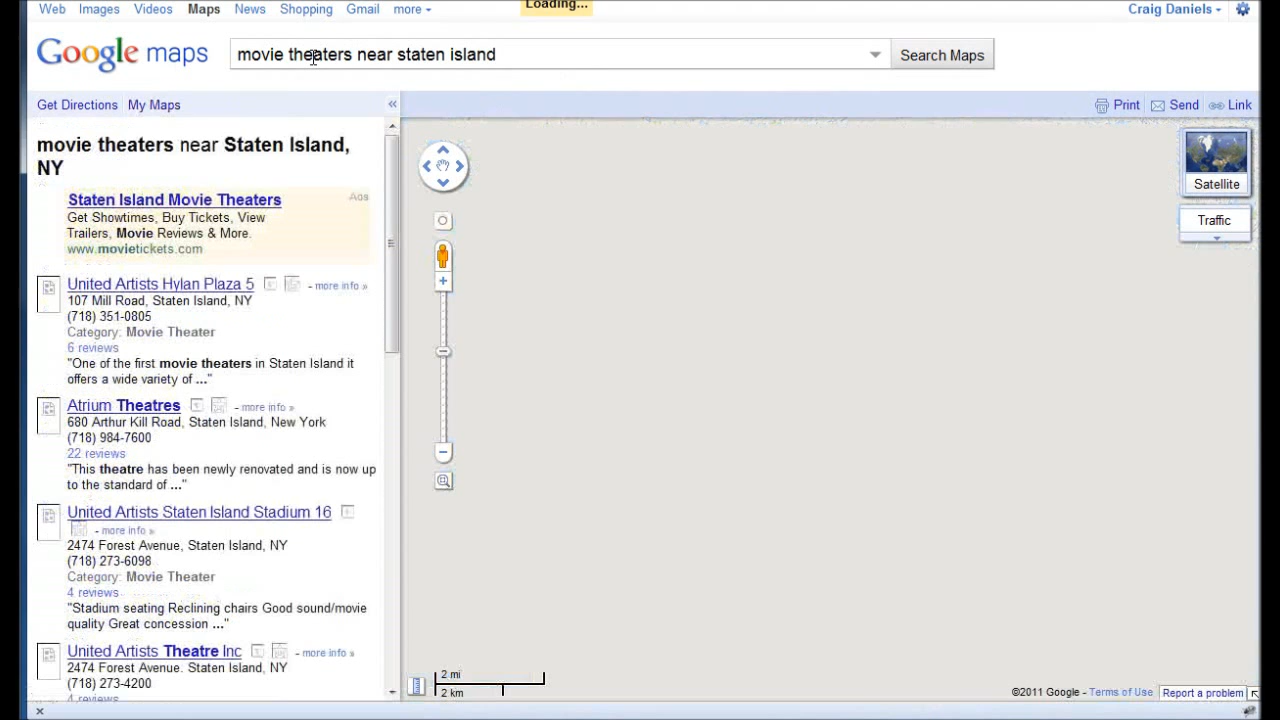 Web Images Videos Maps News Shopping Gmail more
Loading...
Craig Daniels
Google maps
movie theaters near staten island
Search Maps
Get Directions My Maps
«
Print Send Link
movie theaters near Staten Island,
NY
Staten Island Movie Theaters
Ads
Get Showtimes, Buy Tickets, View
Trailers, Movie Reviews & More.
www.movietickets.com
United Artists Hylan Plaza 5 - more info »
107 Mill Road, Staten Island, NY
(718) 351-0805
Category: Movie Theater
6 reviews
"One of the first movie theaters in Staten Island it
offers a wide variety of ..."
Atrium Theatres - more info »
680 Arthur Kill Road, Staten Island, New York
(718) 984-7600
22 reviews
"This theatre has been newly renovated and is now up
to the standard of ..."
United Artists Staten Island Stadium 16
- more info »
2474 Forest Avenue, Staten Island, NY
(718) 273-6098
Category: Movie Theater
4 reviews
"Stadium seating Reclining chairs Good sound/movie
quality Great concession ..."
United Artists Theatre Inc - more info »
2474 Forest Avenue. Staten Island, NY
(718) 273-4200
4 reviews
Satellite
Traffic
2 mi
2 km
©2011 Google - Terms of Use Report a problem